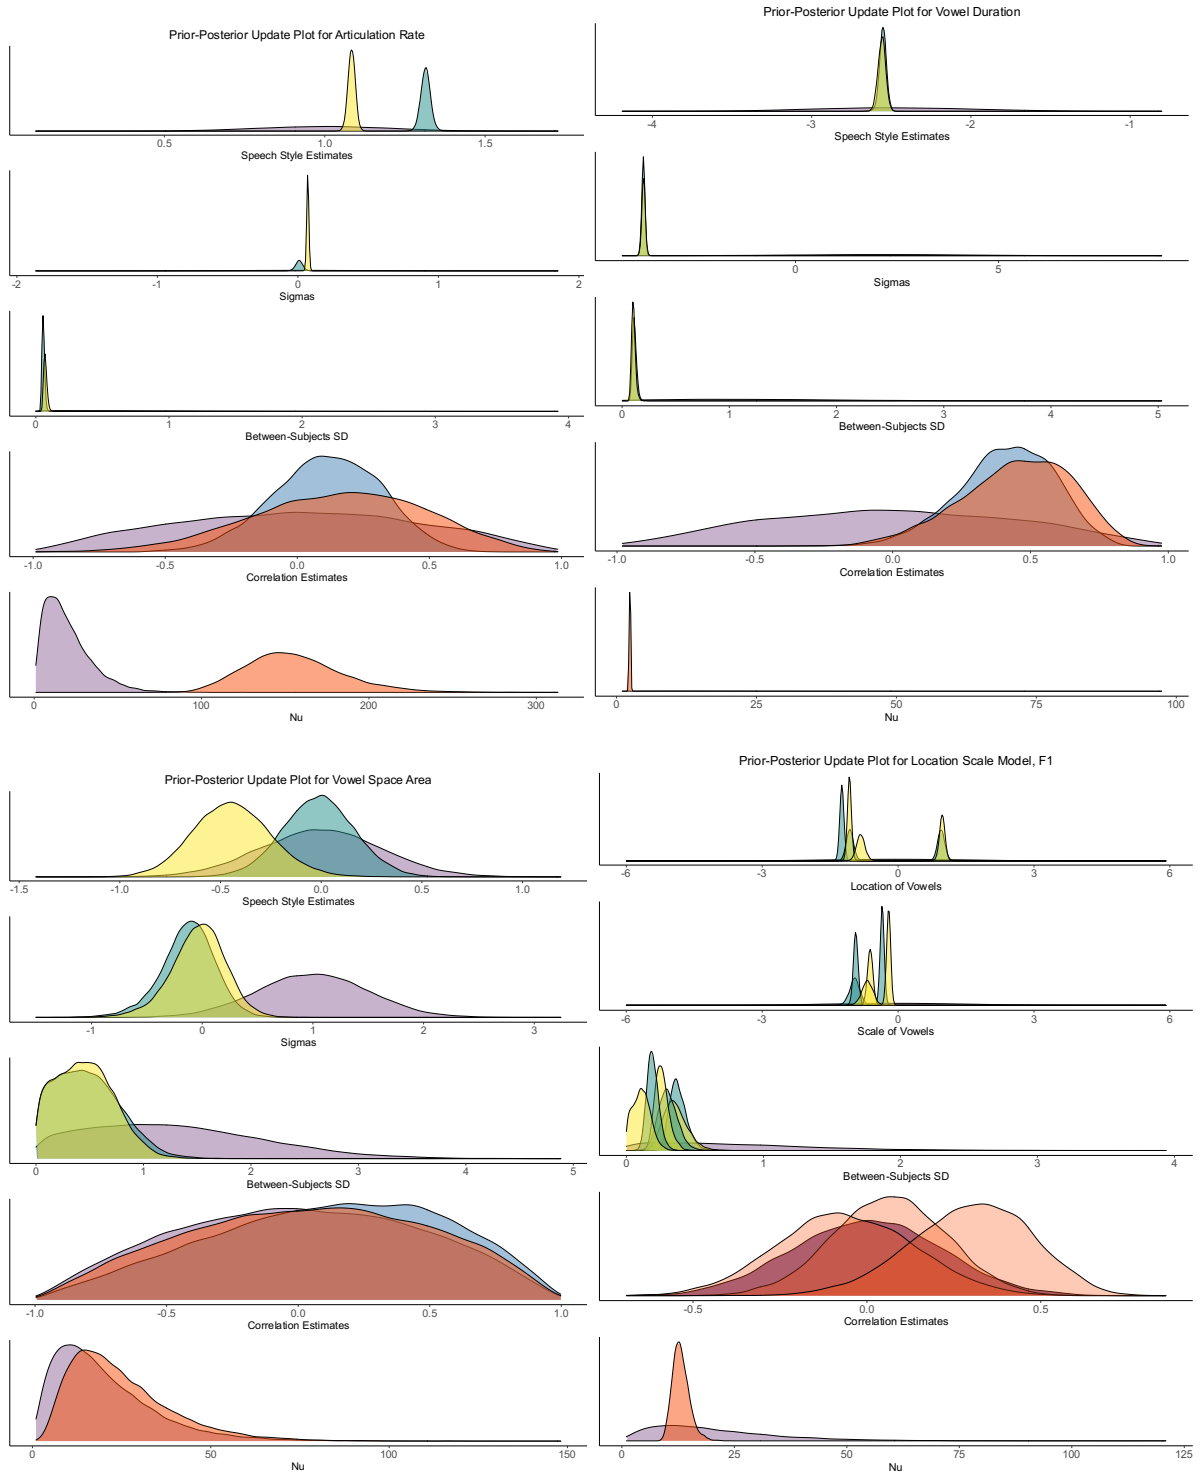 Prior-Posterior Update Plot for Articulation Rate
0.5 1.0 1.5
Speech Style Estimates
-2 -1 0 1 2
Sigmas
0 1 2 3 4
Between-Subjects SD
-1.0 -0.5 0.0 0.5 1.0
Correlation Estimates
0 100 200 300
Nu
Prior-Posterior Update Plot for Vowel Duration
-4 -3 -2 -1
Speech Style Estimates
0 5
Sigmas
0 1 2 3 4 5
Between-Subjects SD
-1.0 -0.5 0.0 0.5 1.0
Correlation Estimates
0 25 50 75 100
Nu
Prior-Posterior Update Plot for Vowel Space Area
-1.5 -1.0 -0.5 0.0 0.5 1.0
Speech Style Estimates
-1 0 1 2 3
Sigmas
0 1 2 3 4 5
Between-Subjects SD
-1.0 -0.5 0.0 0.5 1.0
Correlation Estimates
0 50 100 150
Nu
Prior-Posterior Update Plot for Location Scale Model, F1
-6 -3 0 3 6
Location of Vowels
-6 -3 0 3 6
Scale of Vowels
0 1 2 3 4
Between-Subjects SD
-0.5 0.0 0.5
Correlation Estimates
0 25 50 75 100 125
Nu